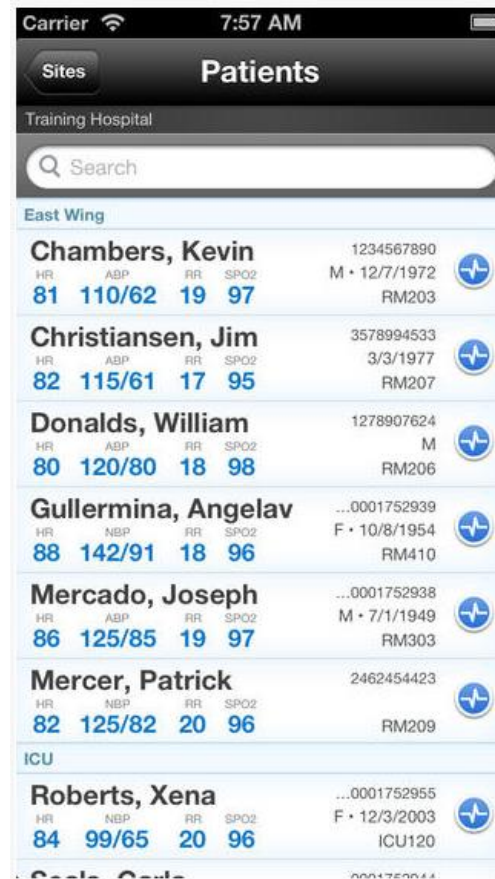 Carrier 7:57 AM
Sites Patients
Training Hospital
Search
East Wing
Chambers, Kevin 1234567890
HR ABP RR SPO2 M • 12/7/1972
81 110/62 19 97 RM203
Christiansen, Jim 3578994533
HR ABP RR SPO2 3/3/1977
82 115/61 17 95 RM207
Donalds, William 1278907624
HR ABP RR SPO2 M
80 120/80 18 98 RM206
Gullermina, Angelav ...0001752939
HR NBP RR SPO2 F • 10/8/1954
88 142/91 18 96 RM410
Mercado, Joseph ...0001752938
HR ABP RR SPO2 M • 7/1/1949
86 125/85 19 97 RM303
Mercer, Patrick 2462454423
HR NBP RR SPO2
82 125/82 20 96 RM209
ICU
Roberts, Xena ...0001752955
HR NBP RR SPO2 F • 12/3/2003
84 99/65 20 96 ICU120